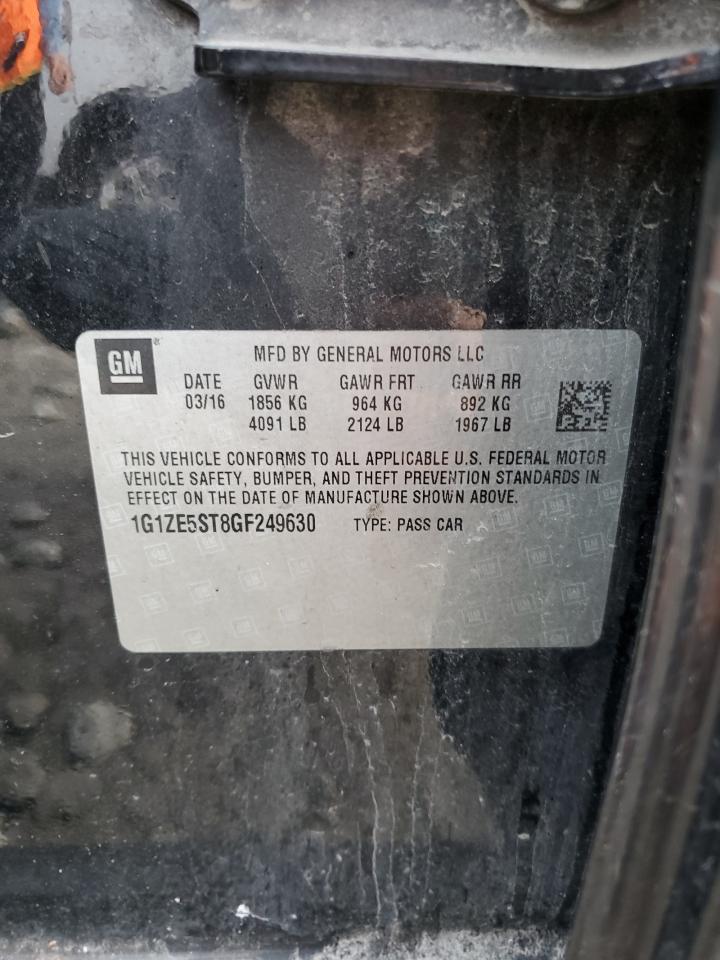 GM
MFD BY GENERAL MOTORS LLC
DATE GVWR GAWR FRT GAWR RR
03/16 1856 KG 964 KG 892 KG
4091 LB 2124 LB 1967 LB
THIS VEHICLE CONFORMS TO ALL APPLICABLE U.S. FEDERAL MOTOR
VEHICLE SAFETY, BUMPER, AND THEFT PREVENTION STANDARDS IN
EFFECT ON THE DATE OF MANUFACTURE SHOWN ABOVE.
1G1ZE5ST8GF249630 TYPE: PASS CAR